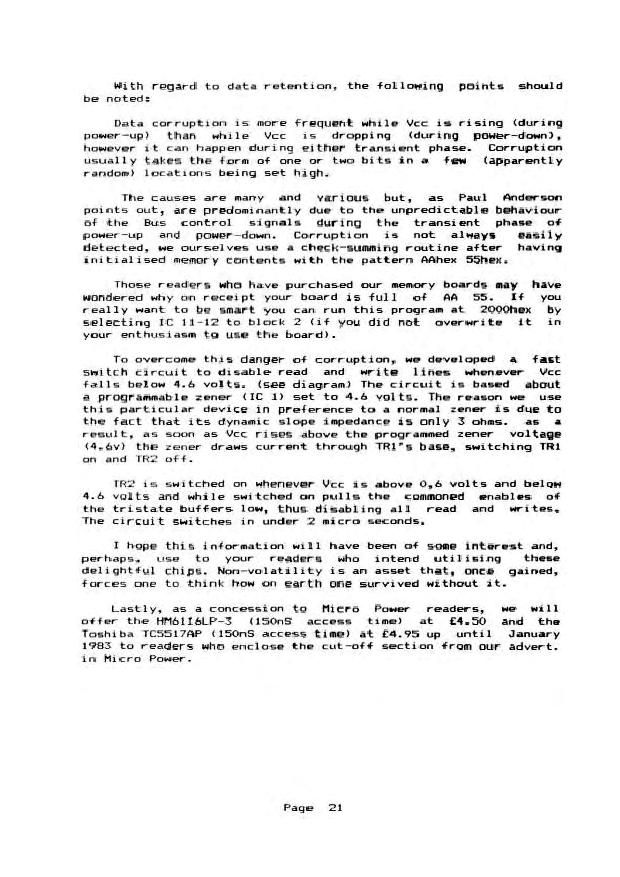 With regard to data retention, the following points should
be noted:
Data corruption is more frequent while Vcc is rising (during
power-up) than while Vcc is dropping (during power-down),
however it can happen during either transient phase. Corruption
usually takes the form of one or two bits in a few (apparently
random) locations being set high.
The causes are many and various but, as Paul Anderson
points out, are predominantly due to the unpredictable behaviour
of the Bus control signals during the transient phase of
power-up and power-down. Corruption is not always easily
detected, we ourselves use a check-summing routine after having
initialised memory contents with the pattern AAhex 55hex.
Those readers who have purchased our memory boards may have
wondered why on receipt your board is full of AA 55. If you
really want to be smart you can run this program at 2000hex by
selecting IC 11-12 to block 2 (if you did not overwrite it in
your enthusiasm to use the board).
To overcome this danger of corruption, we developed a fast
switch circuit to disable read and write lines whenever Vcc
falls below 4.6 volts. (see diagram) The circuit is based about
a programmable zener (IC 1) set to 4.6 volts. The reason we use
this particular device in preference to a normal zener is due to
the fact that its dynamic slope impedance is only 3 ohms. as a
result, as soon as Vcc rises above the programmed zener voltage
(4.6v) the zener draws current through TR1's base, switching TR1
on and TR2 off.
TR2 is switched on whenever Vcc is above 0,6 volts and below
4.6 volts and while switched on pulls the commoned enables of
the tristate buffers low, thus disabling all read and writes.
The circuit switches in under 2 micro seconds.
I hope this information will have been of some interest and,
perhaps, use to your readers who intend utilising these
delightful chips. Non-volatility is an asset that, once gained,
forces one to think how on earth one survived without it.
Lastly, as a concession to Micro Power readers, we will
offer the HM6116LP-3 (150nS access time) at £4.50 and the
Toshiba TC5517AP (150nS access time) at £4.95 up until January
1983 to readers who enclose the cut-off section from our advert.
in Micro Power.
Page 21